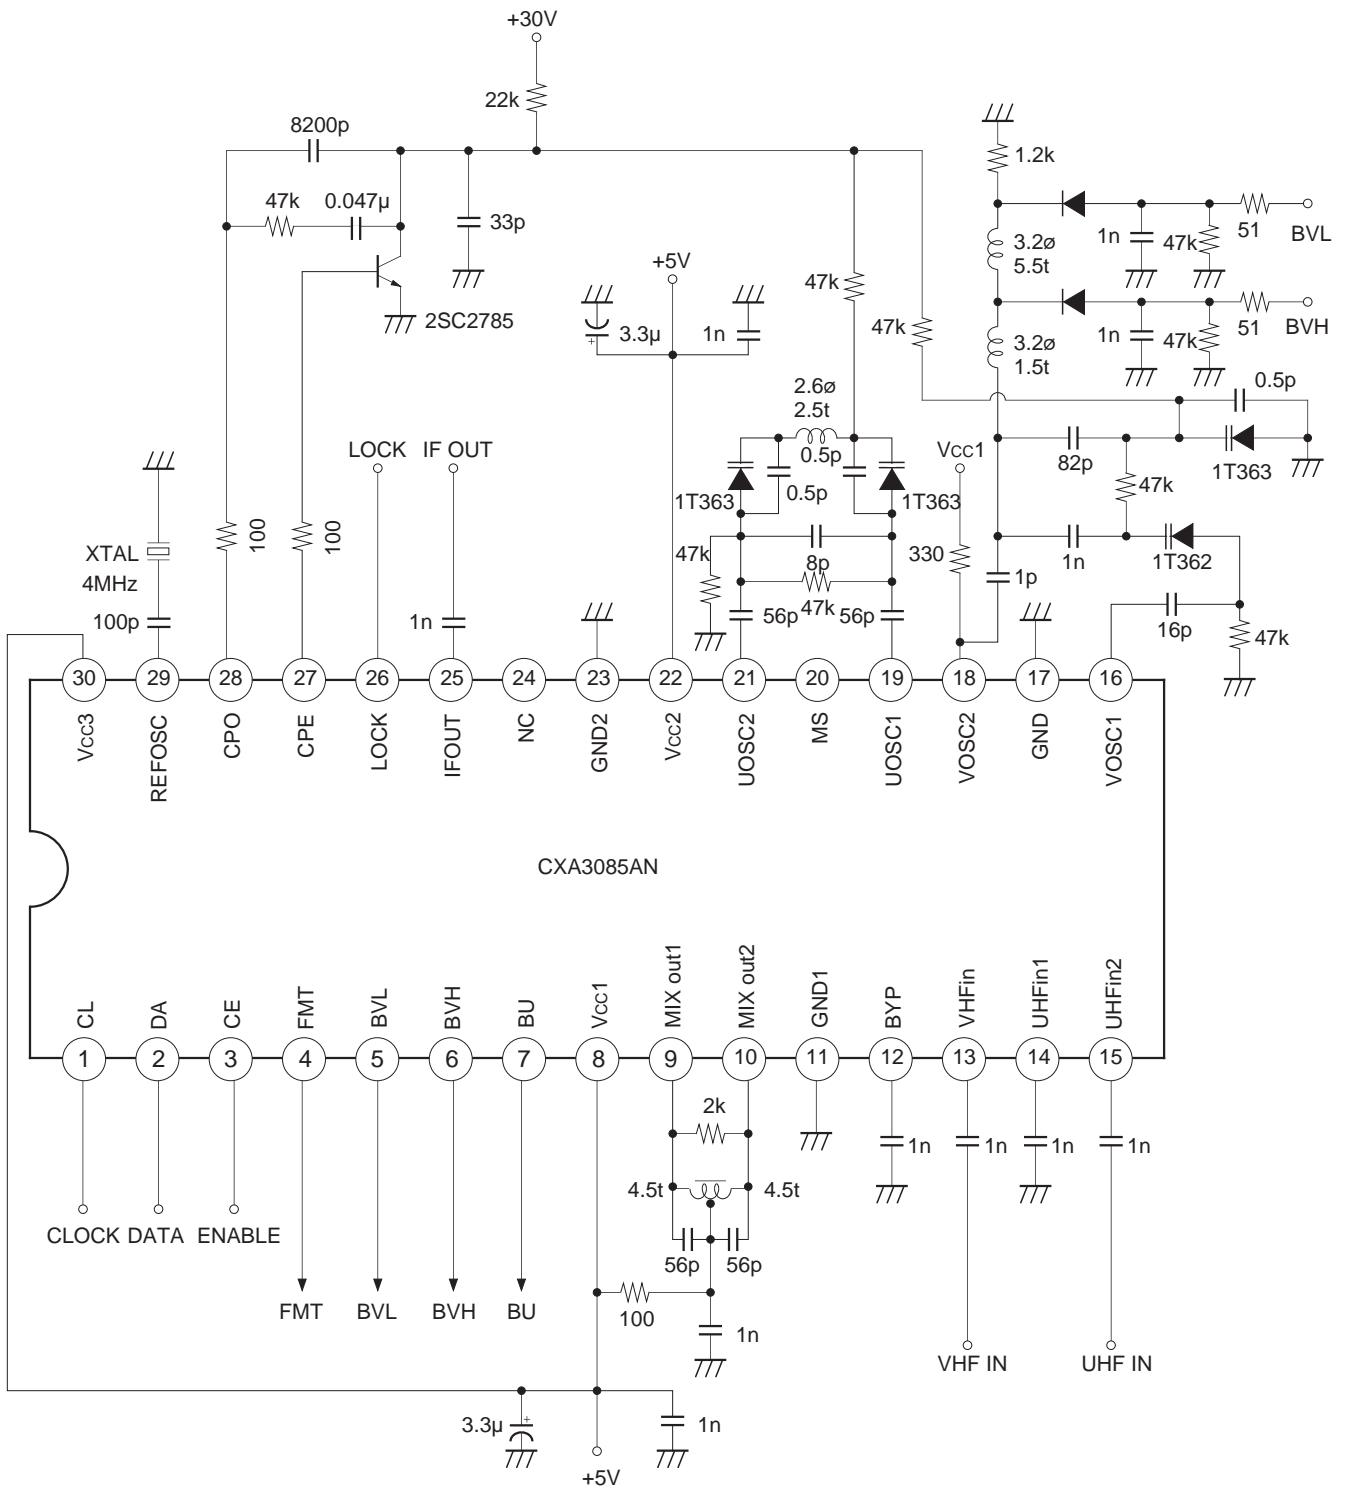 +30V
22k
8200p
47k
0.047µ
33p
2SC2785
+5V
3.3µ
+
1n
47k
47k
1.2k
3.2ø
5.5t
1n
47k
51
BVL
3.2ø
1.5t
1n
47k
51
BVH
2.6ø
2.5t
0.5p
0.5p
0.5p
1T363
1T363
LOCK
IF OUT
Vcc1
82p
1T363
47k
XTAL
4MHz
100
100
47k
8p
47k
330
1n
1T362
1p
100p
1n
56p
56p
16p
47k
30
29
28
27
26
25
24
23
22
21
20
19
18
17
16
Vcc3
REFOSC
CPO
CPE
LOCK
IFOUT
NC
GND2
Vcc2
UOSC2
MS
UOSC1
VOSC2
GND
VOSC1
CXA3085AN
CL
DA
CE
FMT
BVL
BVH
BU
Vcc1
MIX out1
MIX out2
GND1
BYP
VHFin
UHFin1
UHFin2
1
2
3
4
5
6
7
8
9
10
11
12
13
14
15
2k
1n
1n
1n
1n
4.5t
4.5t
CLOCK
DATA
ENABLE
56p
56p
FMT
BVL
BVH
BU
100
1n
VHF IN
UHF IN
3.3µ
+
1n
+5V